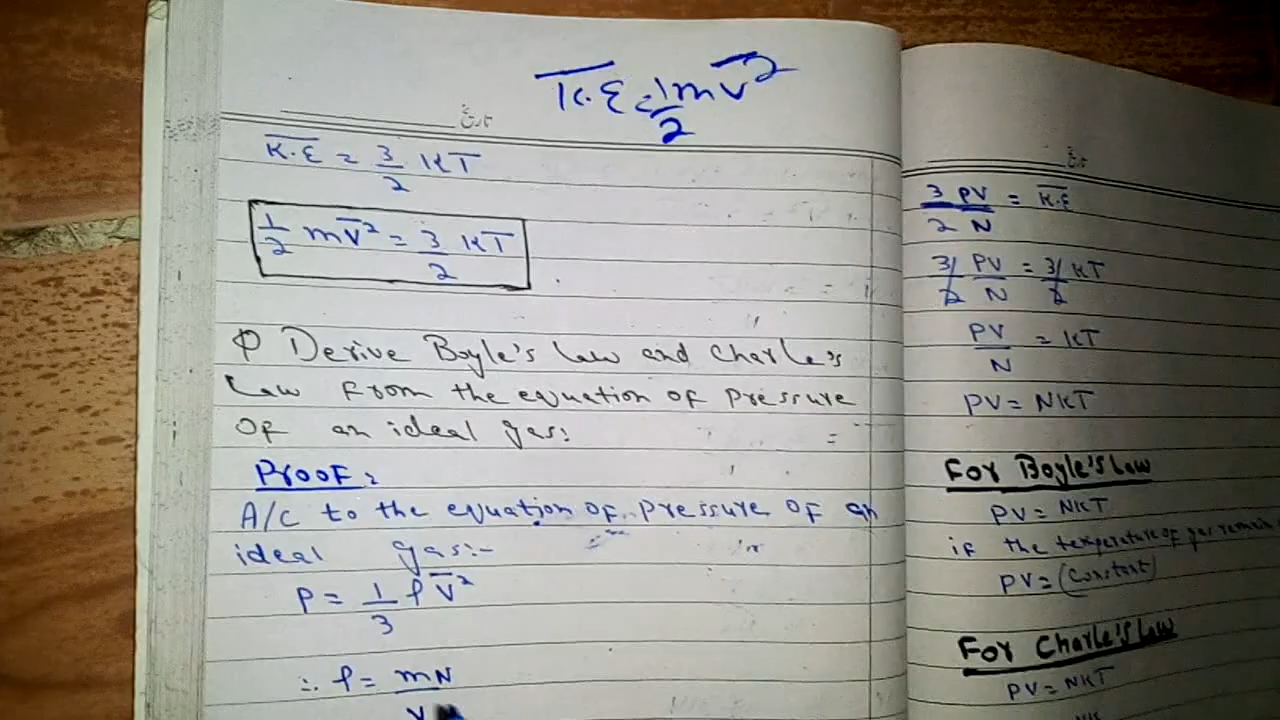 K.Ɛ = 1/2 mv̅²
تاریخ
K.Ɛ = 3/2 KT
1/2 mv̅² = 3/2 KT
Q Derive Boyle's law and Charle's
law from the equation of pressure
of an ideal gas:
Proof:
A/c to the equation of pressure of an
ideal gas:-
P = 1/3 ρv̅²
∴ ρ = mN/V
تاریخ
3/2 PV/N = K.Ɛ
3/2 PV/N = 3/2 KT
PV/N = KT
PV = NKT
For Boyle's law
PV = NKT
if the temperature of gas remain
PV = (constant)
For Charle's law
PV = NKT